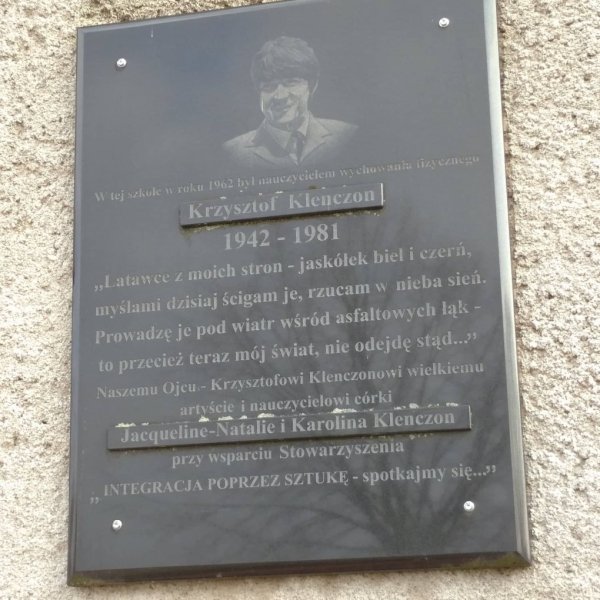 W tej szkole w roku 1962 był nauczycielem wychowania fizycznego
Krzysztof Klenczon
1942 - 1981
„Latawce z moich stron - jaskółek biel i czerń,
myślami dzisiaj ścigam je, rzucam w nieba sień.
Prowadzę je pod wiatr wśród asfaltowych łąk -
to przecież teraz mój świat, nie odejdę stąd...”
Naszemu Ojcu - Krzysztofowi Klenczonowi wielkiemu
artyście i nauczycielowi córki
Jacqueline-Natalie i Karolina Klenczon
przy wsparciu Stowarzyszenia
„INTEGRACJA POPRZEZ SZTUKĘ - spotkajmy się...”